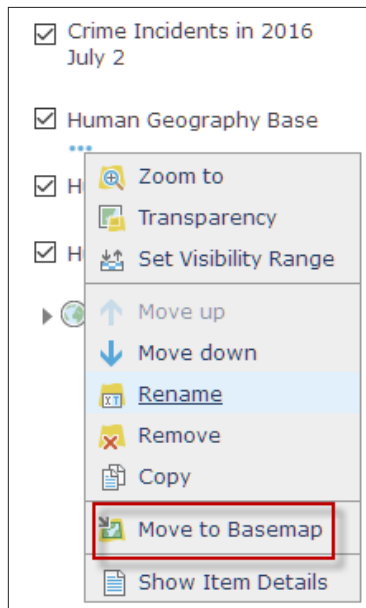 Crime Incidents in 2016
July 2
Human Geography Base
H
Zoom to
Transparency
H
Set Visibility Range
Move up
Move down
Rename
Remove
Copy
Move to Basemap
Show Item Details